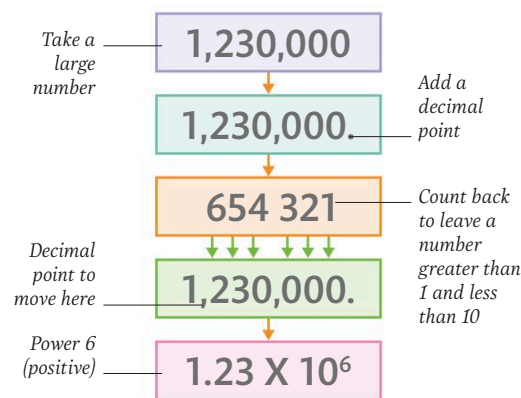 Take a
large
number
1,230,000
1,230,000.
Add a
decimal
point
654 321
Count back
to leave a
number
greater than
1 and less
than 10
Decimal
point to
move here
1,230,000.
Power 6
(positive)
1.23 X 10⁶